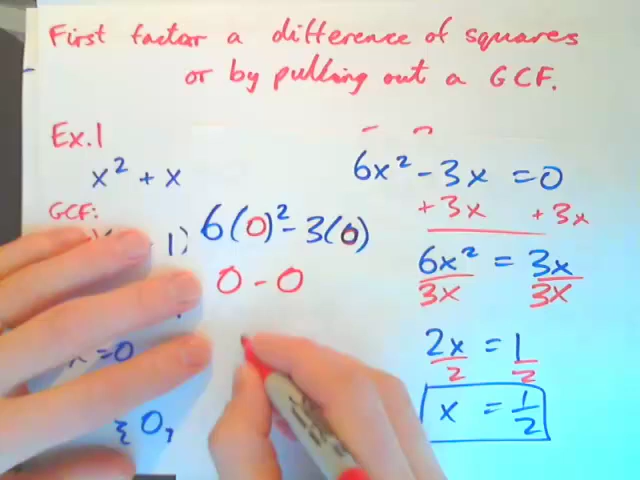 First factor a difference of squares
or by pulling out a GCF.
Ex.1
x² + x
GCF:
1)
x = 0
{0,
6(0)² - 3(0)
0 - 0
6x² - 3x = 0
+3x +3x
6x² = 3x
3x 3x
2x = 1
2 2
x = 1/2